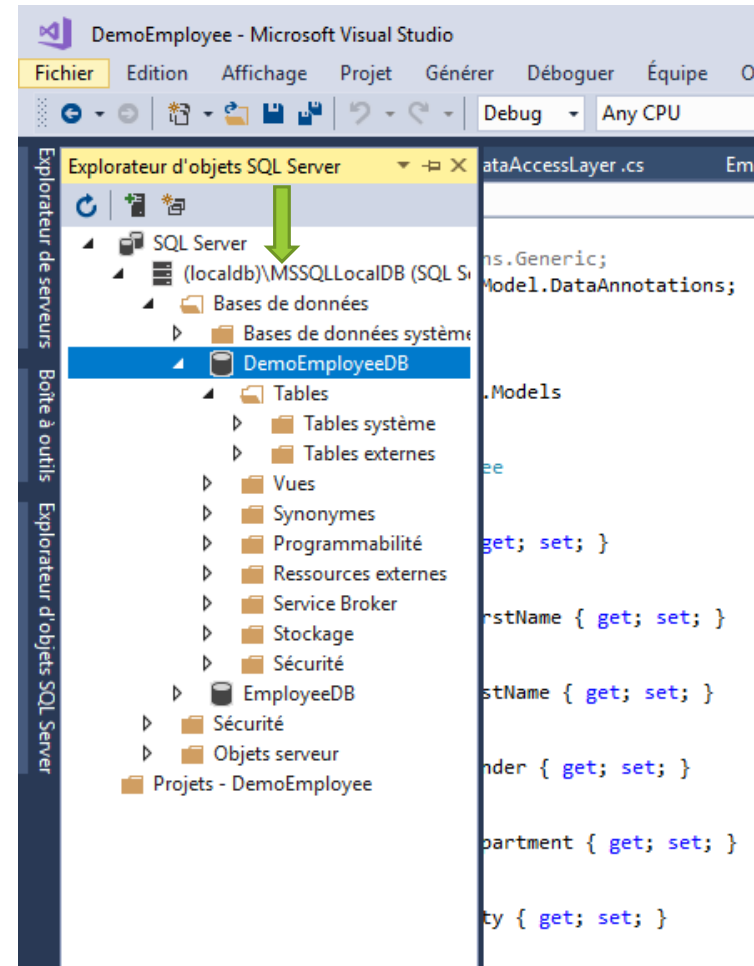 DemoEmployee - Microsoft Visual Studio
Fichier Edition Affichage Projet Générer Déboguer Équipe O
Debug Any CPU
Explorateur de serveurs
Boîte à outils
Explorateur d'objets SQL Server
Explorateur d'objets SQL Server
SQL Server
(localdb)\MSSQLLocalDB (SQL Se
Bases de données
Bases de données système
DemoEmployeeDB
Tables
Tables système
Tables externes
Vues
Synonymes
Programmabilité
Ressources externes
Service Broker
Stockage
Sécurité
EmployeeDB
Sécurité
Objets serveur
Projets - DemoEmployee
ataAccessLayer.cs Em
ns.Generic;
Model.DataAnnotations;
.Models
ee
get; set; }
rstName { get; set; }
stName { get; set; }
nder { get; set; }
partment { get; set; }
ty { get; set; }